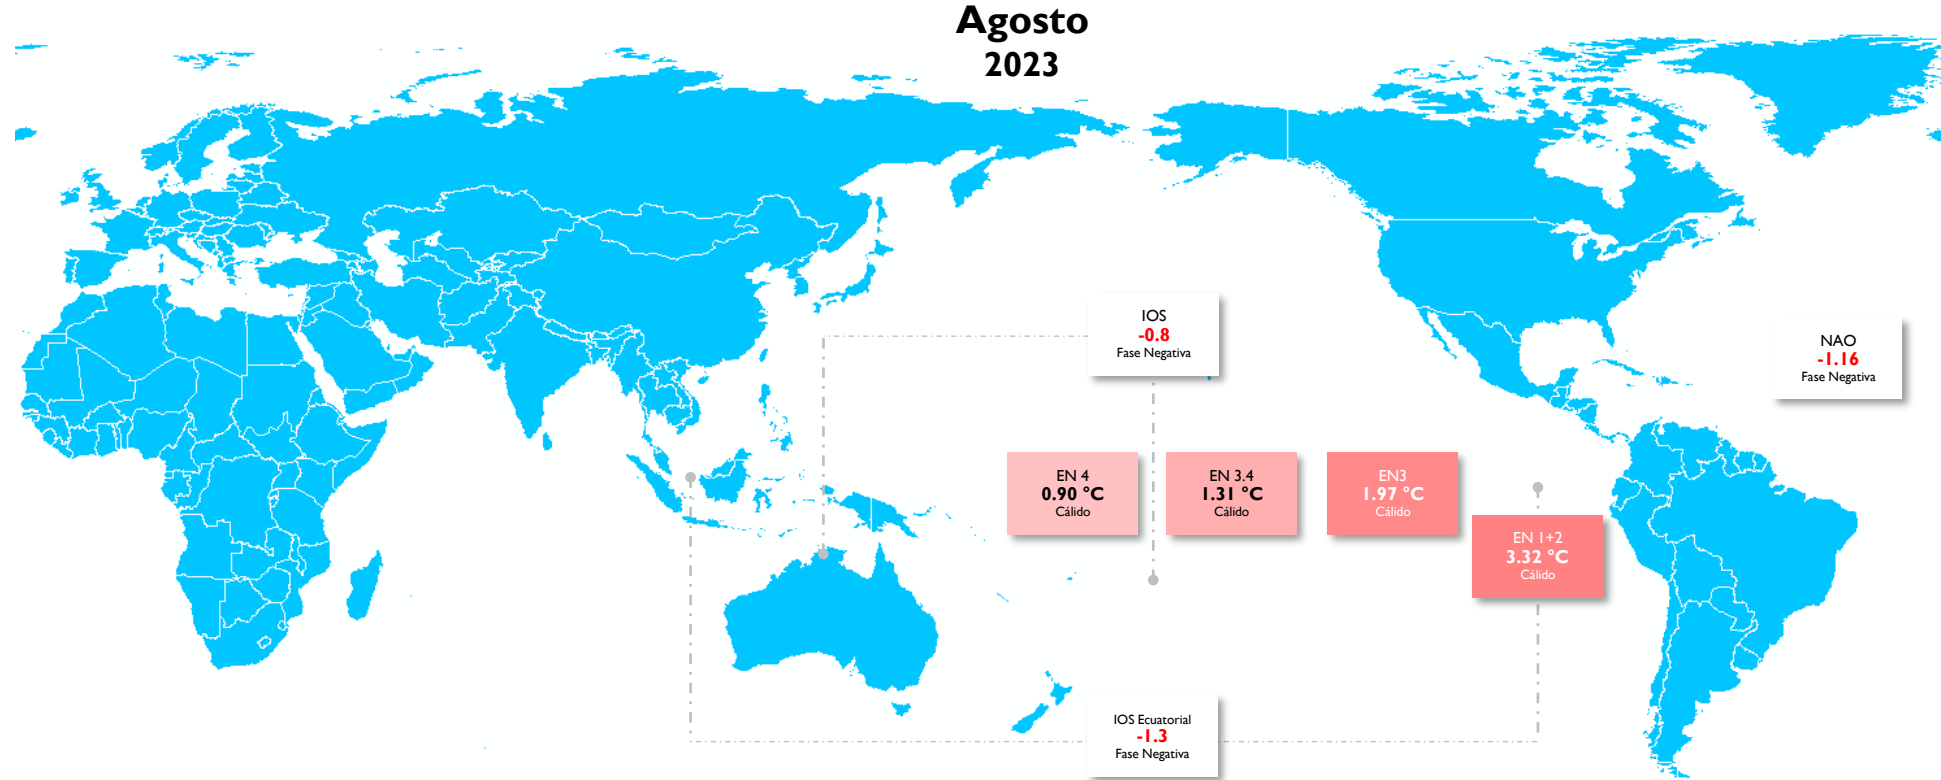 Agosto
2023
IOS
-0.8
Fase Negativa
NAO
-1.16
Fase Negativa
EN 4
0.90 °C
Cálido
EN 3.4
1.31 °C
Cálido
EN3
1.97 °C
Cálido
EN 1+2
3.32 °C
Cálido
IOS Ecuatorial
-1.3
Fase Negativa